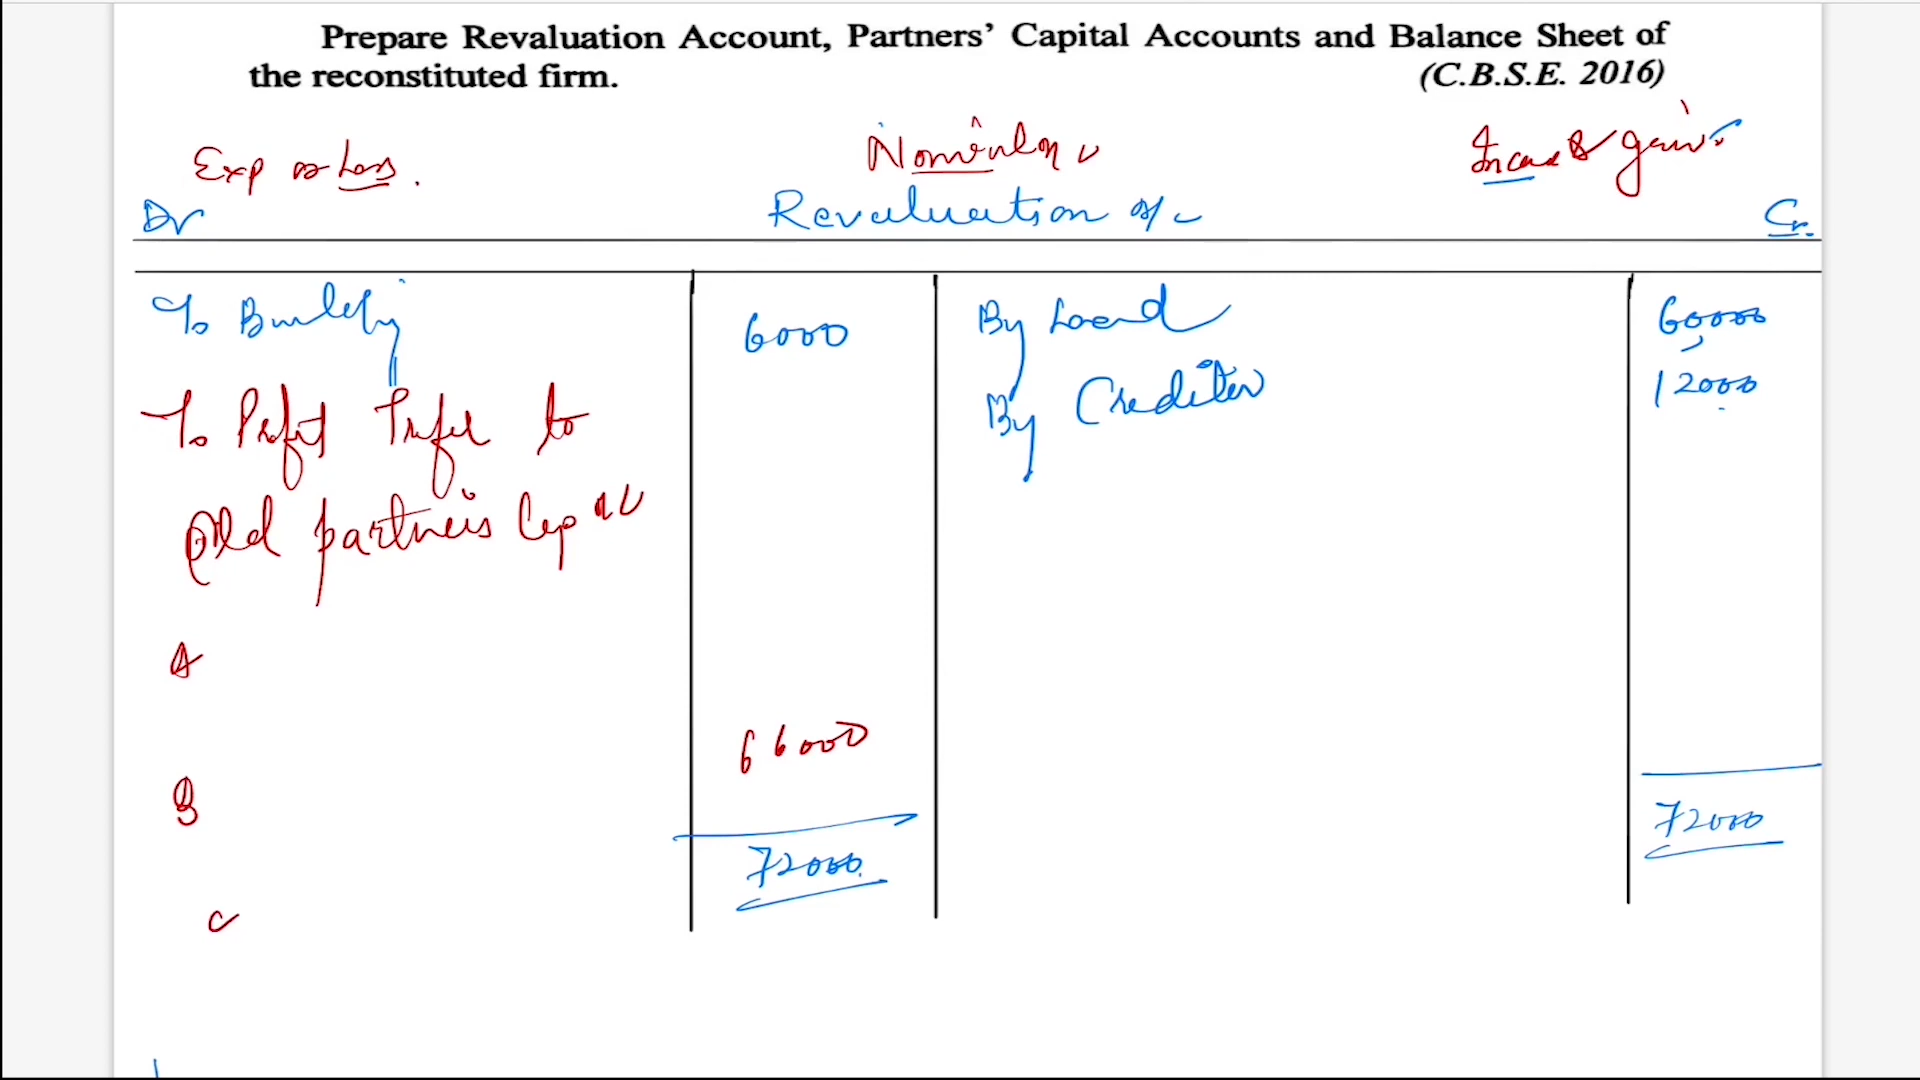 Prepare Revaluation Account, Partners' Capital Accounts and Balance Sheet of
the reconstituted firm. (C.B.S.E. 2016)
Exp or Loss. Nominal Income & gain.
Dr Revaluation a/c Cr.
To Building 6000 By Land 60000
By Creditor 12000
To Profit to
Old partners Cap
A
66000
B
72000
72000
C